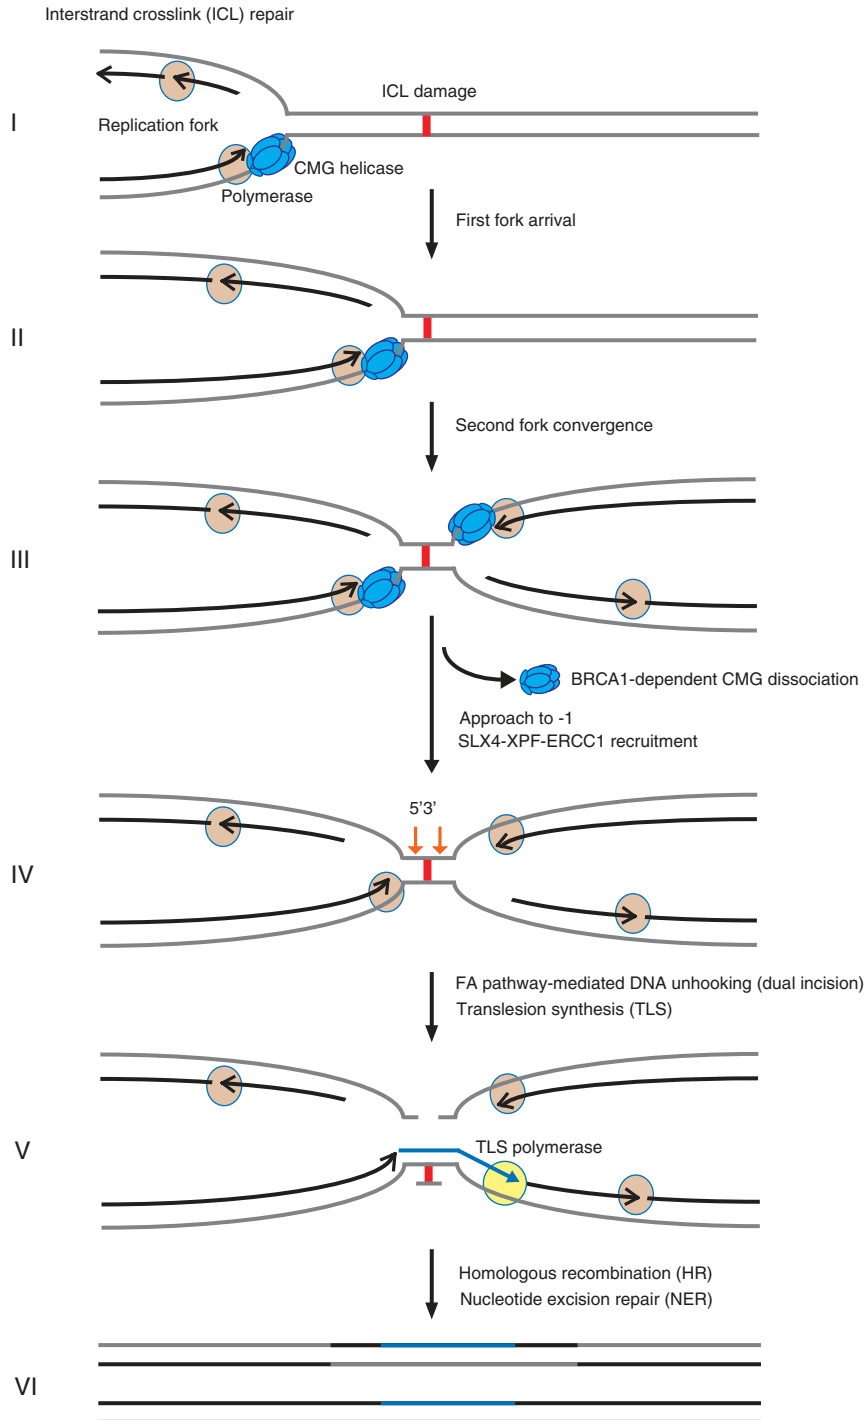 Interstrand crosslink (ICL) repair
I
ICL damage
Replication fork
CMG helicase
Polymerase
First fork arrival
II
Second fork convergence
III
BRCA1-dependent CMG dissociation
Approach to -1
SLX4-XPF-ERCC1 recruitment
5'3'
IV
FA pathway-mediated DNA unhooking (dual incision)
Translesion synthesis (TLS)
V
TLS polymerase
Homologous recombination (HR)
Nucleotide excision repair (NER)
VI